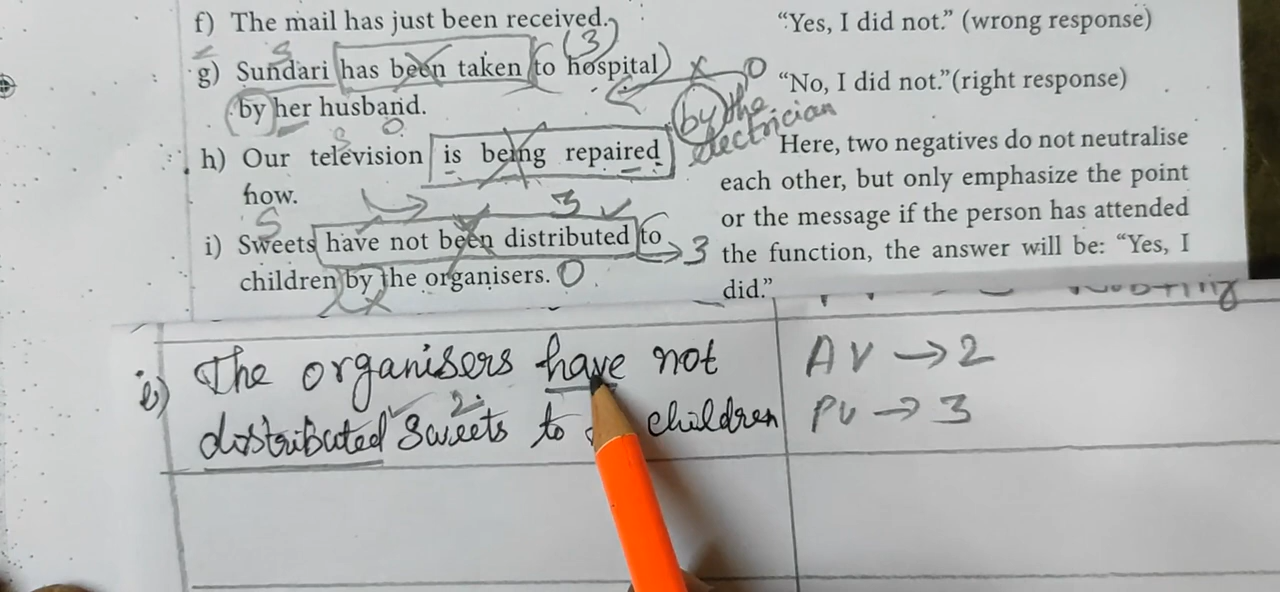 f) The mail has just been received.
(3)
S
g) Sundari has been taken to hospital
by her husband.
O
by the
electrician
S
h) Our television is being repaired
now.
S
3
i) Sweets have not been distributed to
3
children by the organisers. O
"Yes, I did not." (wrong response)
"No, I did not."(right response)
Here, two negatives do not neutralise
each other, but only emphasize the point
or the message if the person has attended
the function, the answer will be: "Yes, I
did."
i) The organisers have not
2.
distributed sweets to children
AV → 2
PV → 3